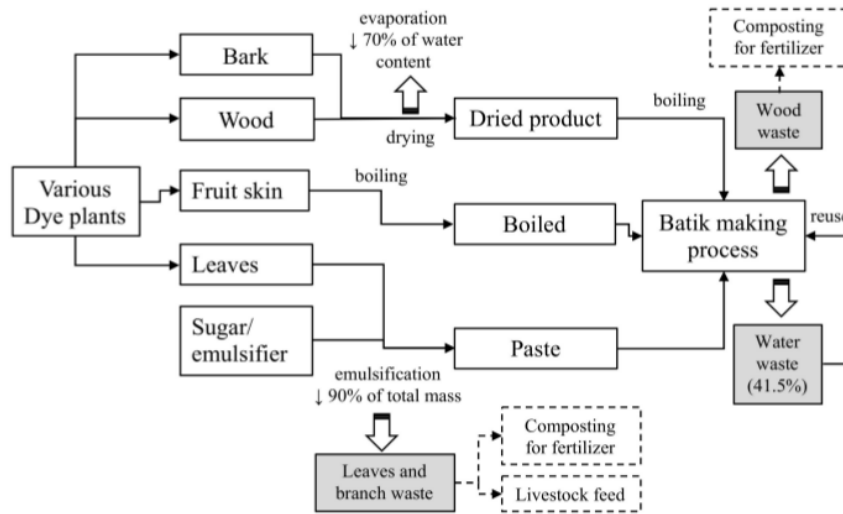 evaporation
↓ 70% of water
content
Composting
for fertilizer
Bark
Wood
drying
Dried product
boiling
Wood
waste
Various
Dye plants
Fruit skin
boiling
Boiled
Batik making
process
reuse
Leaves
Sugar/
emulsifier
Paste
Water
waste
(41.5%)
emulsification
↓ 90% of total mass
Leaves and
branch waste
Composting
for fertilizer
Livestock feed